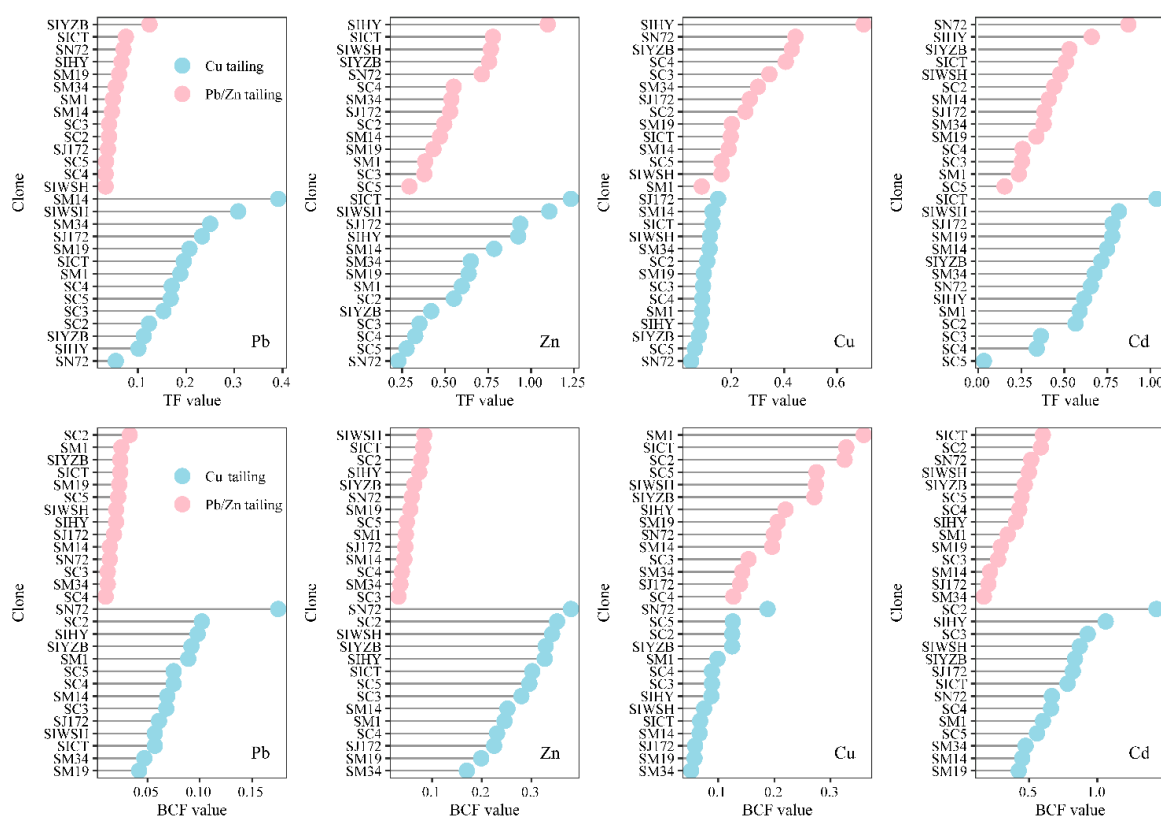 Clone
SIYZB
SICT
SN72
SIHY
SM19
SM34
SM1
SM14
SC3
SC2
SJ172
SC5
SC4
SIWSH
SM14
SIWSH
SM34
SJ172
SM19
SICT
SM1
SC4
SC5
SC3
SC2
SIYZB
SIHY
SN72
Cu tailing
Pb/Zn tailing
Pb
0.1 0.2 0.3 0.4
TF value
Clone
SIHY
SICT
SIWSH
SIYZB
SN72
SC4
SM34
SJ172
SC2
SM14
SM19
SM1
SC3
SC5
SICT
SIWSH
SJ172
SIHY
SM14
SM34
SM19
SM1
SC2
SIYZB
SC3
SC4
SC5
SN72
Zn
0.25 0.50 0.75 1.00 1.25
TF value
Clone
SIHY
SN72
SIYZB
SC4
SC3
SM34
SJ172
SC2
SM19
SICT
SM14
SC5
SIWSH
SM1
SJ172
SM14
SICT
SIWSH
SM34
SC2
SM19
SC3
SC4
SM1
SIHY
SIYZB
SC5
SN72
Cu
0.2 0.4 0.6
TF value
Clone
SN72
SIHY
SIYZB
SICT
SIWSH
SC2
SM14
SJ172
SM34
SM19
SC4
SC3
SM1
SC5
SICT
SIWSH
SJ172
SM19
SM14
SIYZB
SM34
SN72
SIHY
SM1
SC2
SC3
SC4
SC5
Cd
0.00 0.25 0.50 0.75 1.00
TF value
Clone
SC2
SM1
SIYZB
SICT
SM19
SC5
SIWSH
SIHY
SJ172
SM14
SN72
SC3
SM34
SC4
SN72
SC2
SIHY
SIYZB
SM1
SC5
SC4
SM14
SC3
SJ172
SIWSH
SICT
SM34
SM19
Cu tailing
Pb/Zn tailing
Pb
0.05 0.10 0.15
BCF value
Clone
SIWSH
SICT
SC2
SIHY
SIYZB
SN72
SM19
SC5
SM1
SJ172
SM14
SC4
SM34
SC3
SN72
SC2
SIWSH
SIYZB
SIHY
SICT
SC5
SC3
SM14
SM1
SC4
SJ172
SM19
SM34
Zn
0.1 0.2 0.3
BCF value
Clone
SM1
SICT
SC2
SC5
SIWSH
SIYZB
SIHY
SM19
SN72
SM14
SC3
SM34
SJ172
SC4
SN72
SC5
SC2
SIYZB
SM1
SC4
SC3
SIHY
SIWSH
SICT
SM14
SJ172
SM19
SM34
Cu
0.1 0.2 0.3
BCF value
Clone
SICT
SC2
SN72
SIWSH
SIYZB
SC5
SC4
SIHY
SM1
SM19
SC3
SM14
SJ172
SM34
SC2
SIHY
SC3
SIWSH
SIYZB
SJ172
SICT
SN72
SC4
SM1
SC5
SM34
SM14
SM19
Cd
0.5 1.0
BCF value